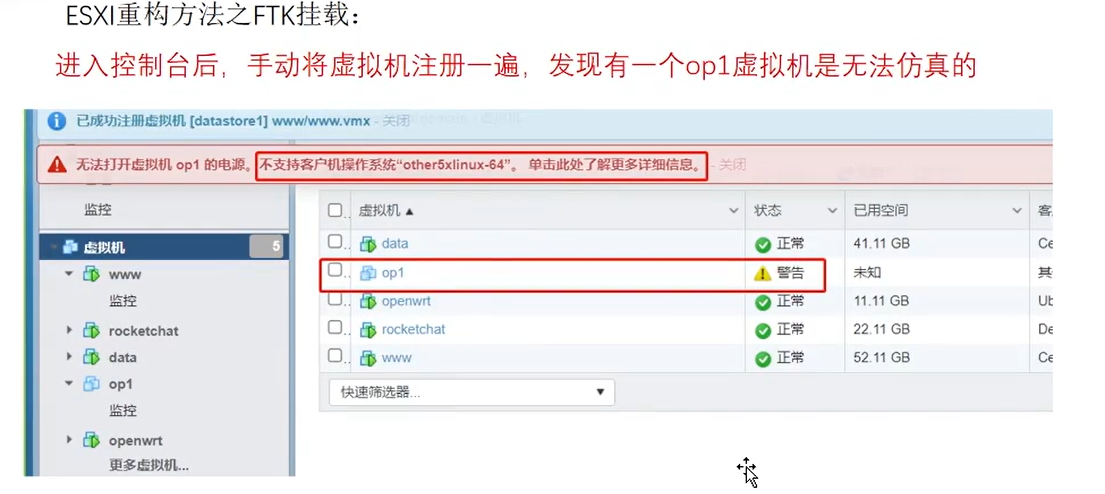 ESXI重构方法之FTK挂载：
进入控制台后，手动将虚拟机注册一遍，发现有一个op1虚拟机是无法仿真的
已成功注册虚拟机 [datastore1] www/www.vmx - 关闭
无法打开虚拟机 op1 的电源。不支持客户机操作系统“other5xlinux-64”。 单击此处了解更多详细信息。 - 关闭
监控
虚拟机 5
www
监控
rocketchat
data
op1
监控
openwrt
更多虚拟机...
虚拟机 状态 已用空间 客
data 正常 41.11 GB Ce
op1 警告 未知 其
openwrt 正常 11.11 GB Ub
rocketchat 正常 22.11 GB De
www 正常 52.11 GB Ce
快速筛选器...